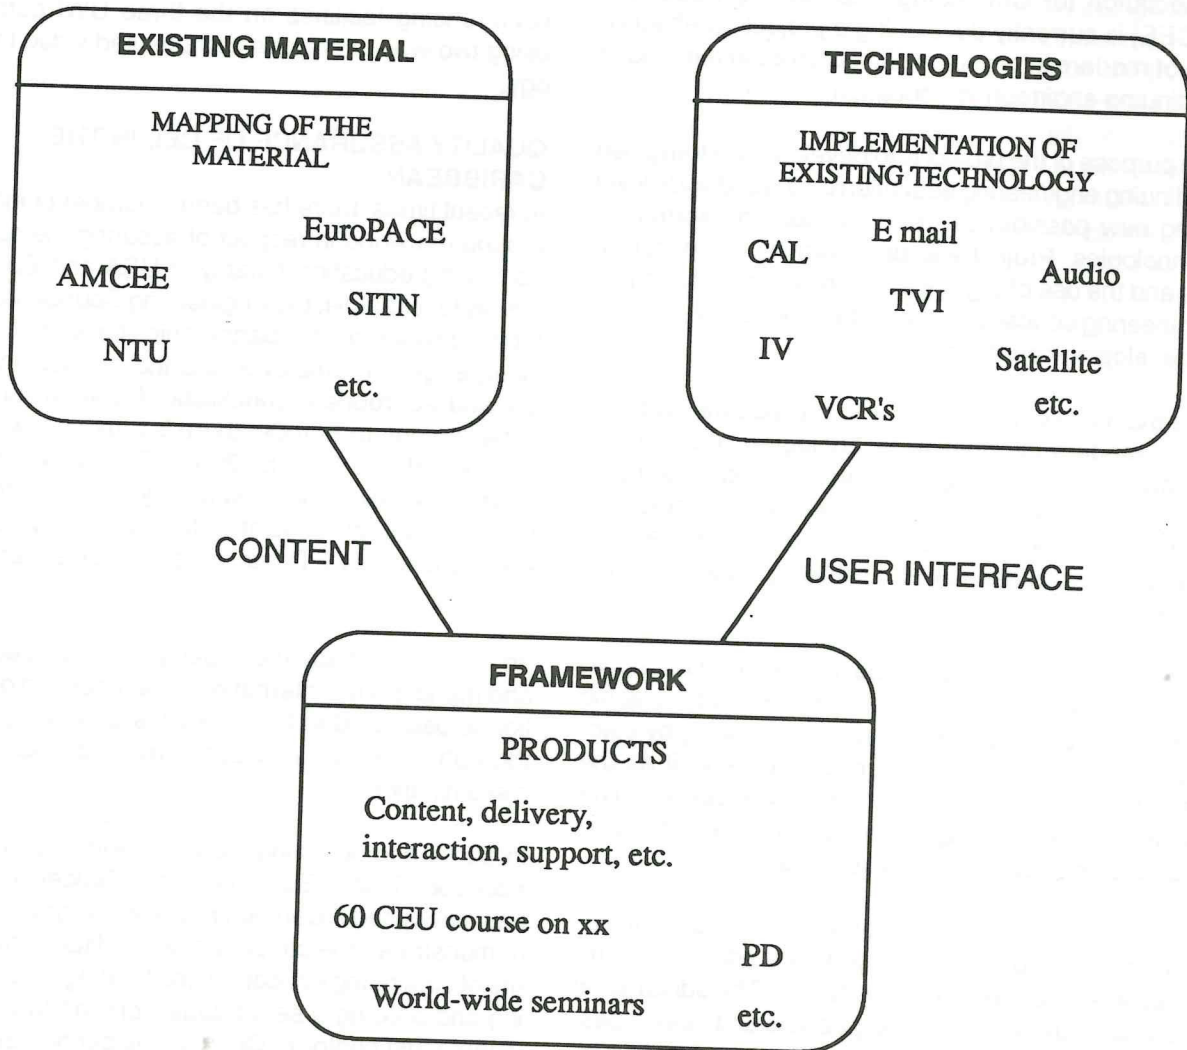 EXISTING MATERIAL
MAPPING OF THE
MATERIAL
EuroPACE
AMCEE
SITN
NTU
etc.
TECHNOLOGIES
IMPLEMENTATION OF
EXISTING TECHNOLOGY
E mail
CAL
Audio
TVI
IV
Satellite
VCR's
etc.
CONTENT
USER INTERFACE
FRAMEWORK
PRODUCTS
Content, delivery,
interaction, support, etc.
60 CEU course on xx
PD
World-wide seminars
etc.